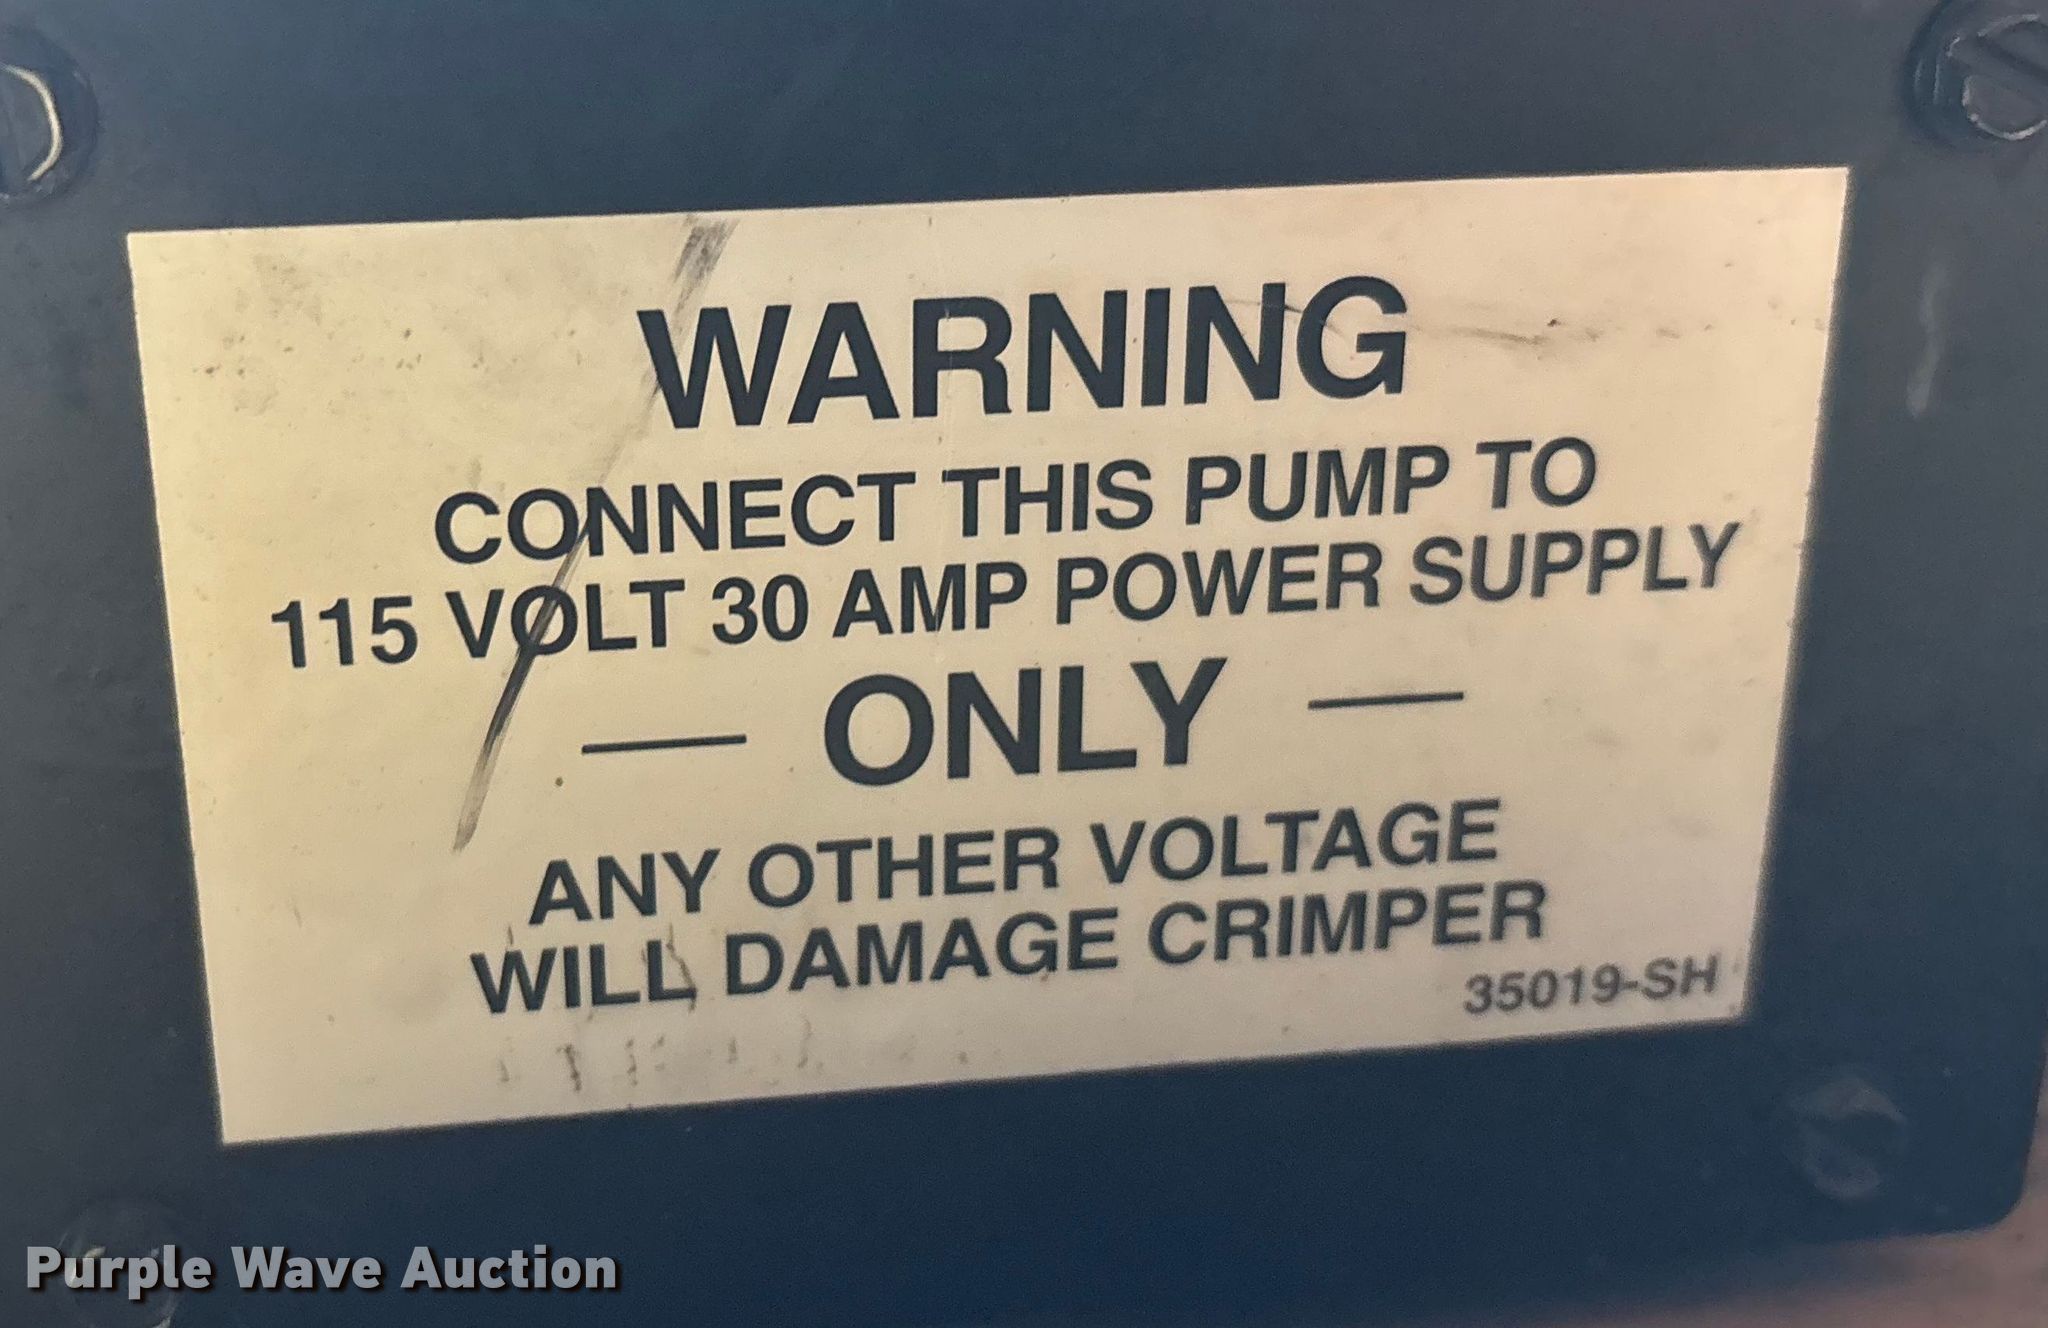 WARNING
CONNECT THIS PUMP TO
115 VOLT 30 AMP POWER SUPPLY
— ONLY —
ANY OTHER VOLTAGE
WILL DAMAGE CRIMPER
35019-SH
Purple Wave Auction